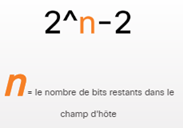 2^n-2
n = le nombre de bits restants dans le
champ d'hôte